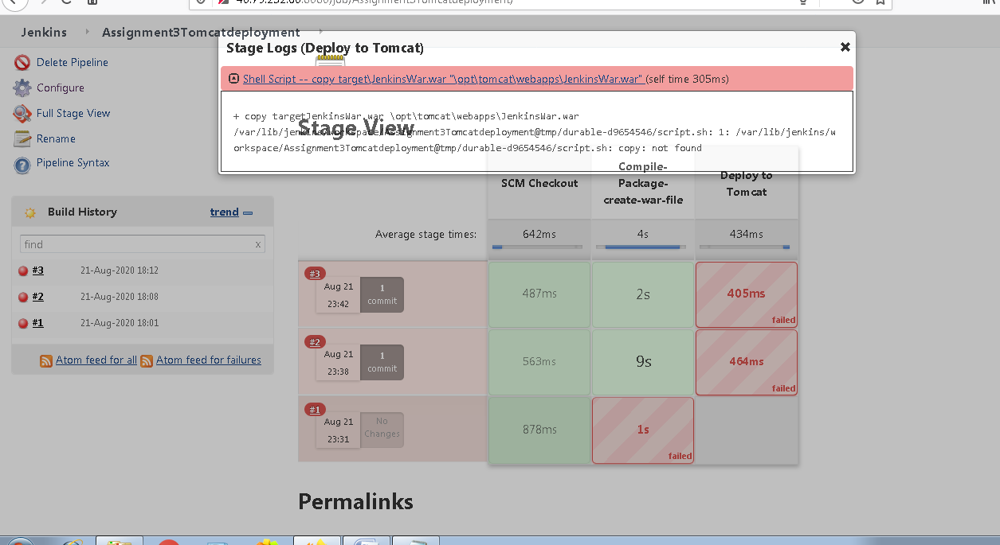 Jenkins Assignment3Tomcatdeployment
Delete Pipeline
Configure
Full Stage View
Rename
Pipeline Syntax
Build History trend
find x
#3 21-Aug-2020 18:12
#2 21-Aug-2020 18:08
#1 21-Aug-2020 18:01
Atom feed for all Atom feed for failures
Stage Logs (Deploy to Tomcat)
Shell Script -- copy target\JenkinsWar.war "\opt\tomcat\webapps\JenkinsWar.war" (self time 305ms)
+ copy targetJenkinsWar.war \opt\tomcat\webapps\JenkinsWar.war
/var/lib/jenkins/workspace/Assignment3Tomcatdeployment@tmp/durable-d9654546/script.sh: 1: /var/lib/jenkins/w
orkspace/Assignment3Tomcatdeployment@tmp/durable-d9654546/script.sh: copy: not found
Stage View
SCM Checkout
Compile-
Package-
create-war-file
Deploy to
Tomcat
Average stage times: 642ms 4s 434ms
#3
Aug 21
23:42
1
commit
487ms
2s
405ms
failed
#2
Aug 21
23:38
1
commit
563ms
9s
464ms
failed
#1
Aug 21
23:31
No
Changes
878ms
1s
failed
Permalinks